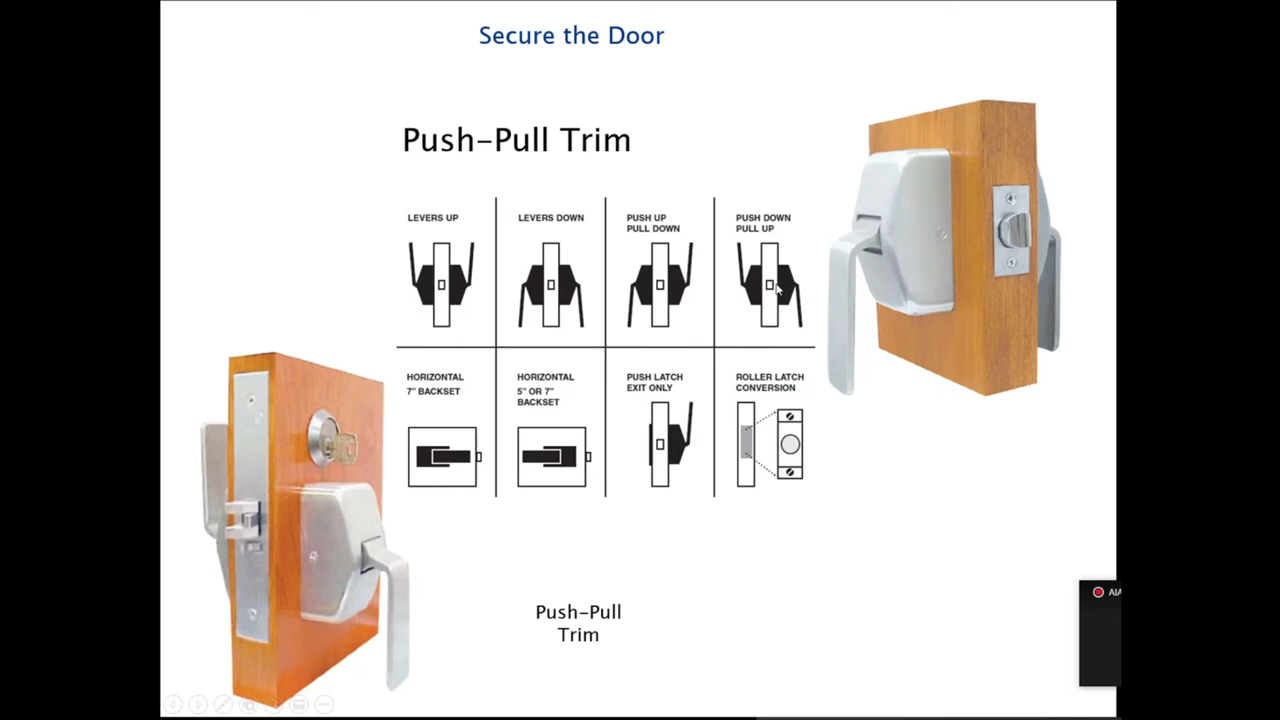 Secure the Door
Push-Pull Trim
LEVERS UP
LEVERS DOWN
PUSH UP
PULL DOWN
PUSH DOWN
PULL UP
HORIZONTAL
7" BACKSET
HORIZONTAL
5" OR 7"
BACKSET
PUSH LATCH
EXIT ONLY
ROLLER LATCH
CONVERSION
Push-Pull
Trim
AIA